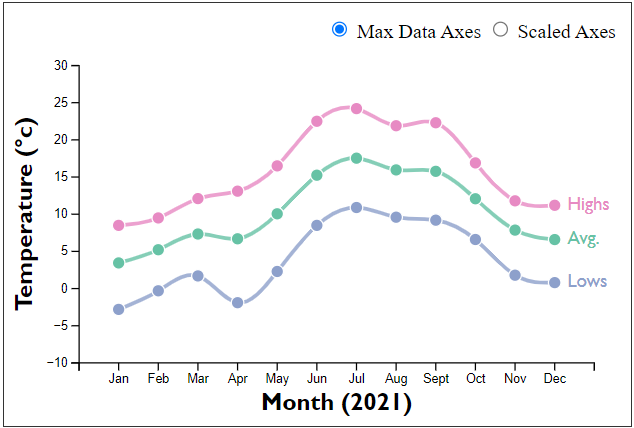 Max Data Axes Scaled Axes
30
25
20
15
10
5
0
−5
−10
Temperature (°c)
Highs
Avg.
Lows
Jan Feb Mar Apr May Jun Jul Aug Sept Oct Nov Dec
Month (2021)